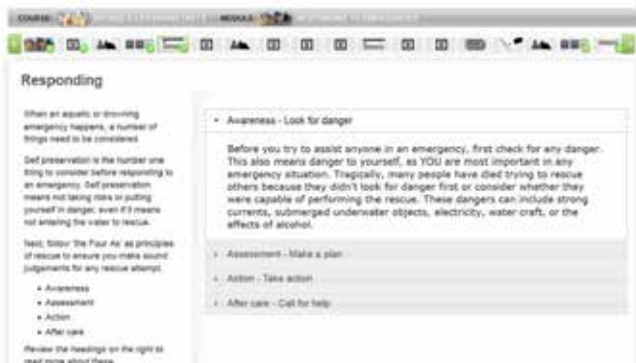 COURSE:
MODULE:
Responding
When an aquatic or drowning
emergency happens, a number of
things need to be considered.
Self preservation is the number one
thing to consider before responding to
an emergency. Self preservation
means not taking risks or putting
yourself in danger, even if it means
not entering the water to rescue.
Next, follow 'the Four As' as principles
of rescue to ensure you make sound
judgements for any rescue attempt.
• Awareness
• Assessment
• Action
• After care
Review the headings on the right to
read more about these.
Awareness - Look for danger
Before you try to assist anyone in an emergency, first check for any danger.
This also means danger to yourself, as YOU are most important in any
emergency situation. Tragically, many people have died trying to rescue
others because they didn't look for danger first or consider whether they
were capable of performing the rescue. These dangers can include strong
currents, submerged underwater objects, electricity, water craft, or the
effects of alcohol.
Assessment - Make a plan
Action - Take action
After care - Call for help